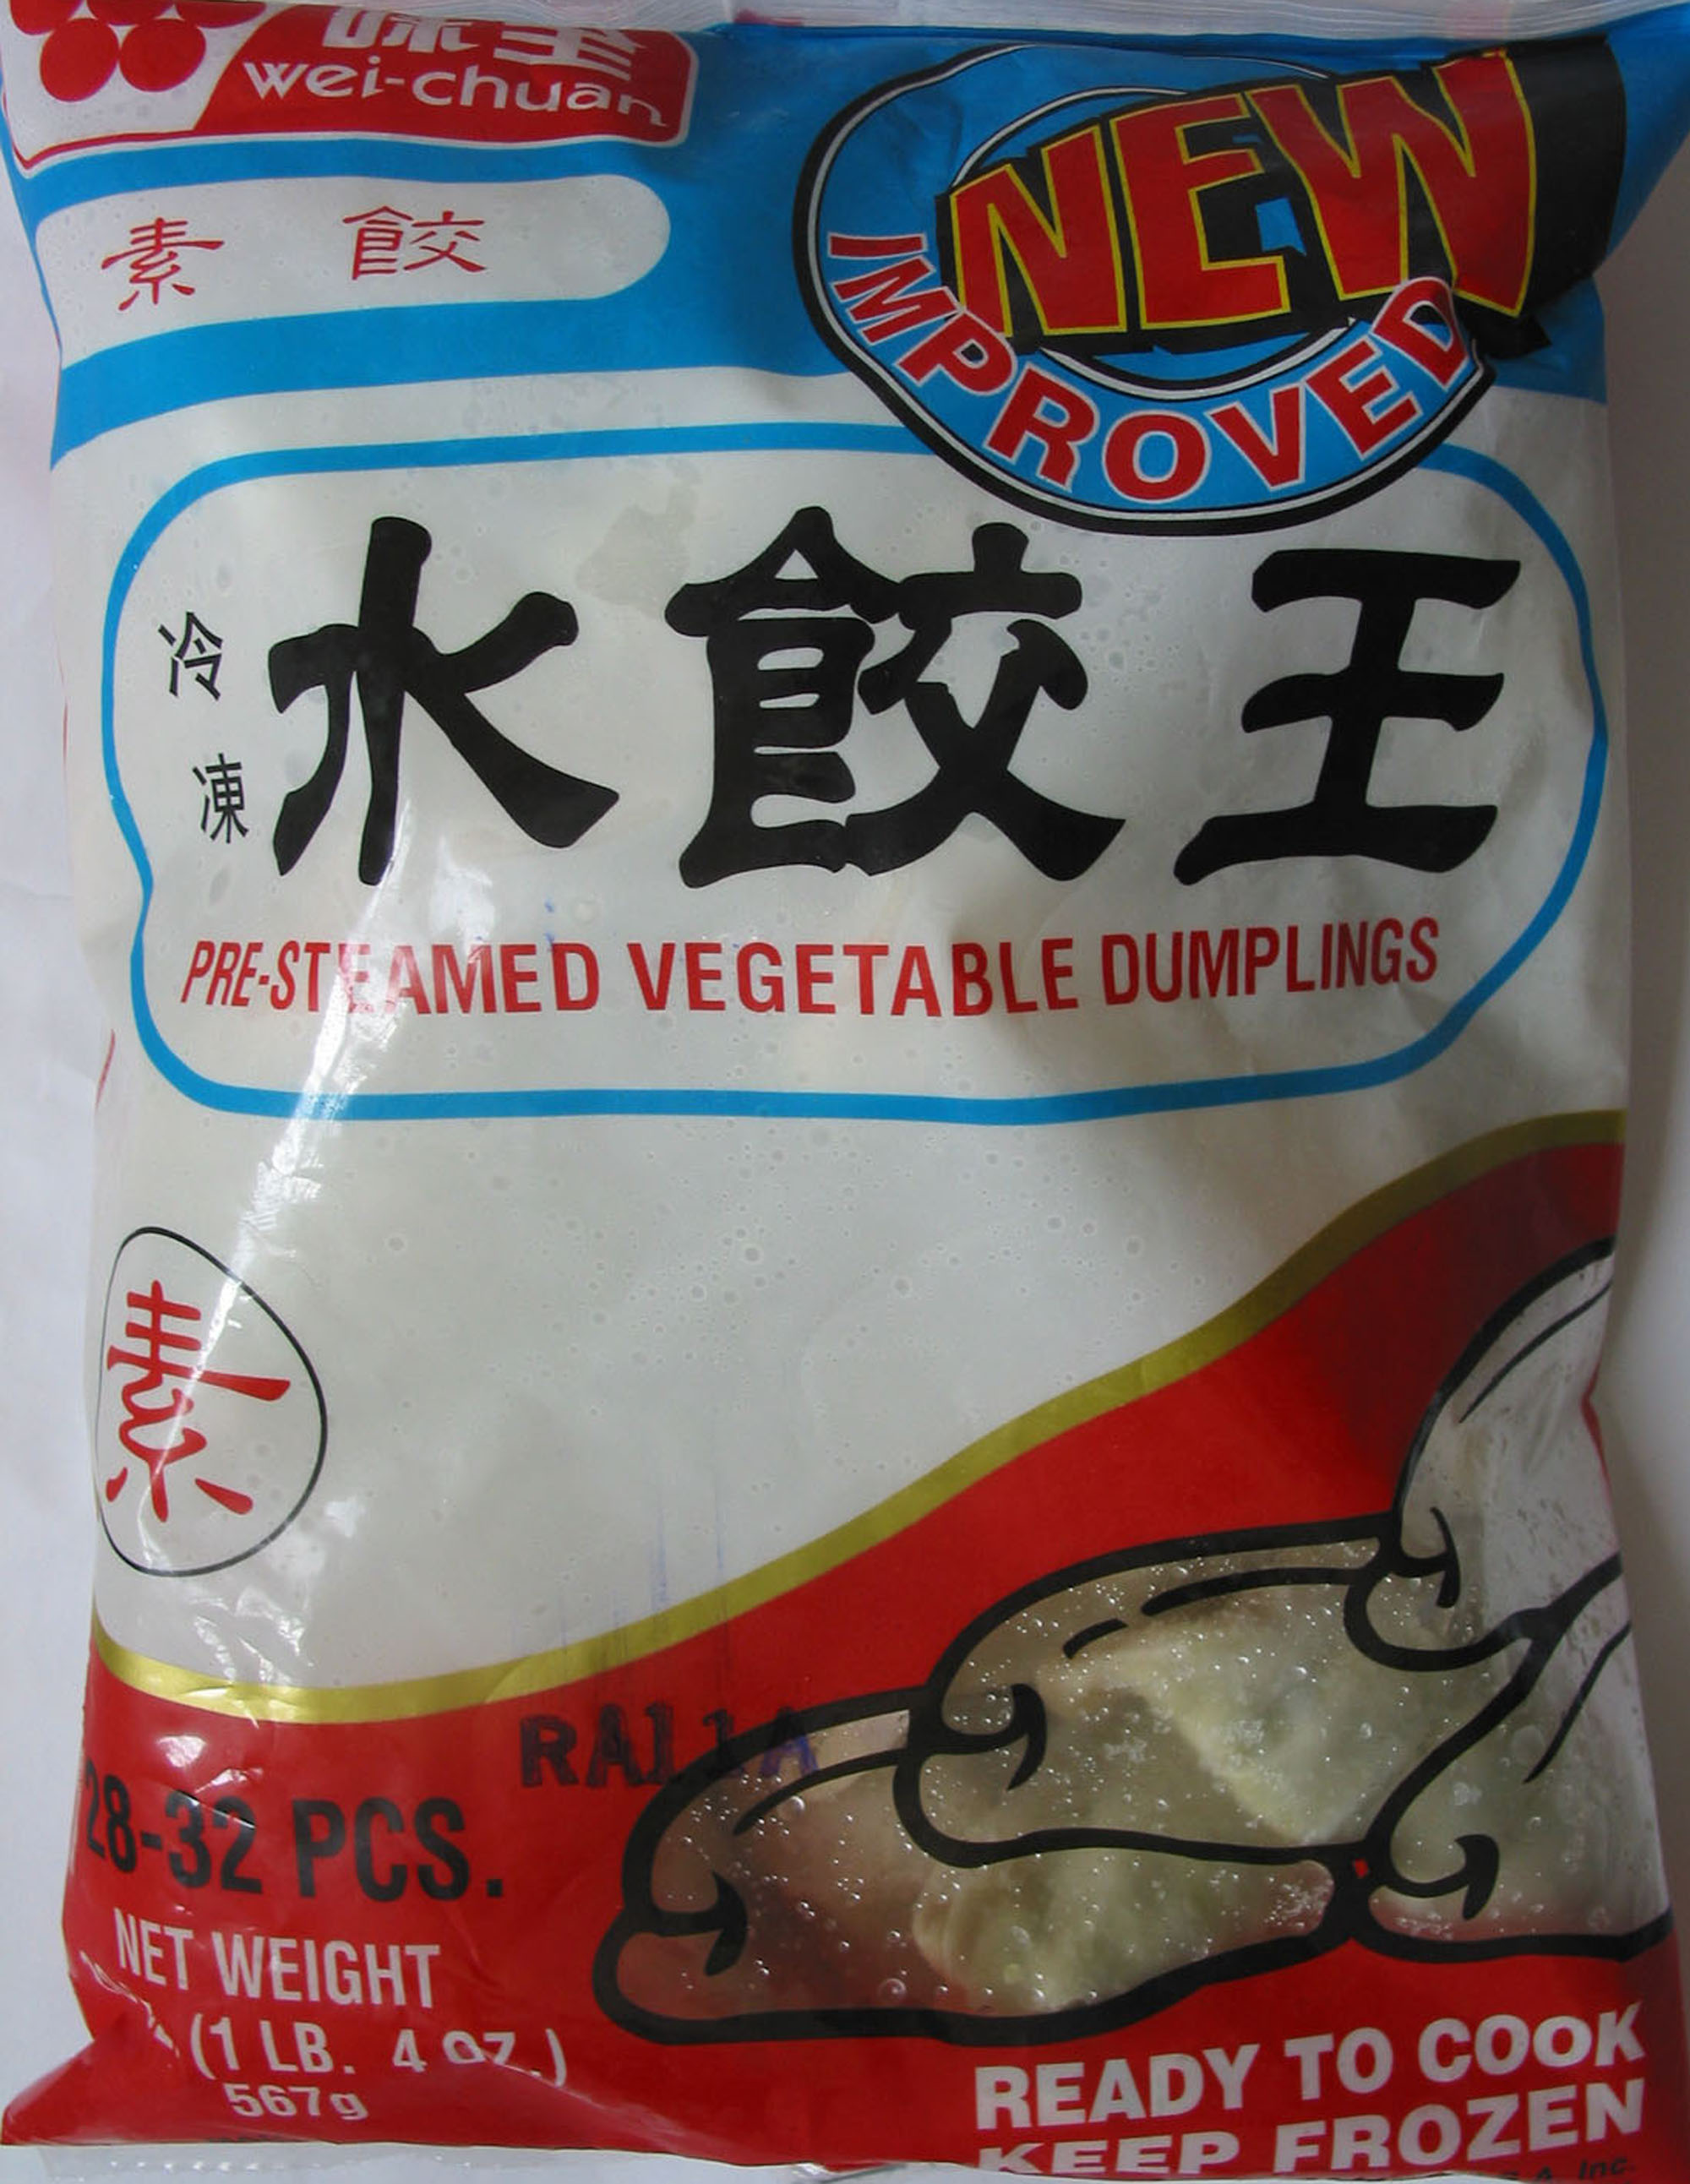 味全
wei-chuan
素 餃
NEW
IMPROVED
冷凍
水餃王
PRE-STEAMED VEGETABLE DUMPLINGS
素
28-32 PCS.
NET WEIGHT
(1 LB. 4 OZ.)
567g
READY TO COOK
KEEP FROZEN
Inc.